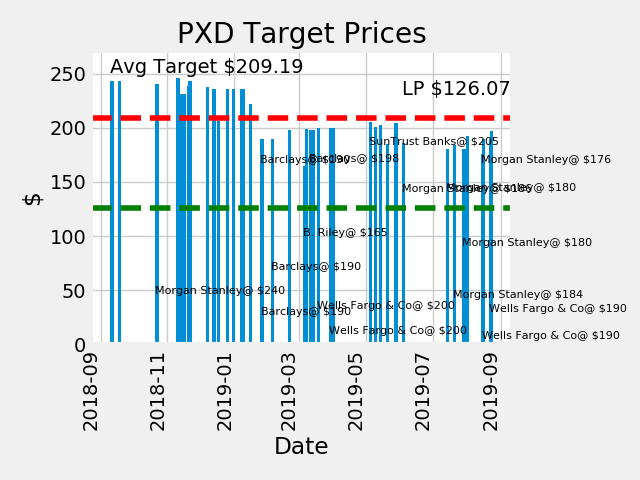 PXD Target Prices
Avg Target $209.19
LP $126.07
250
200
150
100
50
0
$
SunTrust Banks@ $205
Barclays@ $190
Barclays@ $198
Morgan Stanley@ $176
Morgan Stanley@ $186
Morgan Stanley@ $180
B. Riley@ $165
Morgan Stanley@ $180
Barclays@ $190
Morgan Stanley@ $240
Morgan Stanley@ $184
Wells Fargo & Co@ $200
Wells Fargo & Co@ $190
Barclays@ $190
Wells Fargo & Co@ $200
Wells Fargo & Co@ $190
2018-09
2018-11
2019-01
2019-03
2019-05
2019-07
2019-09
Date